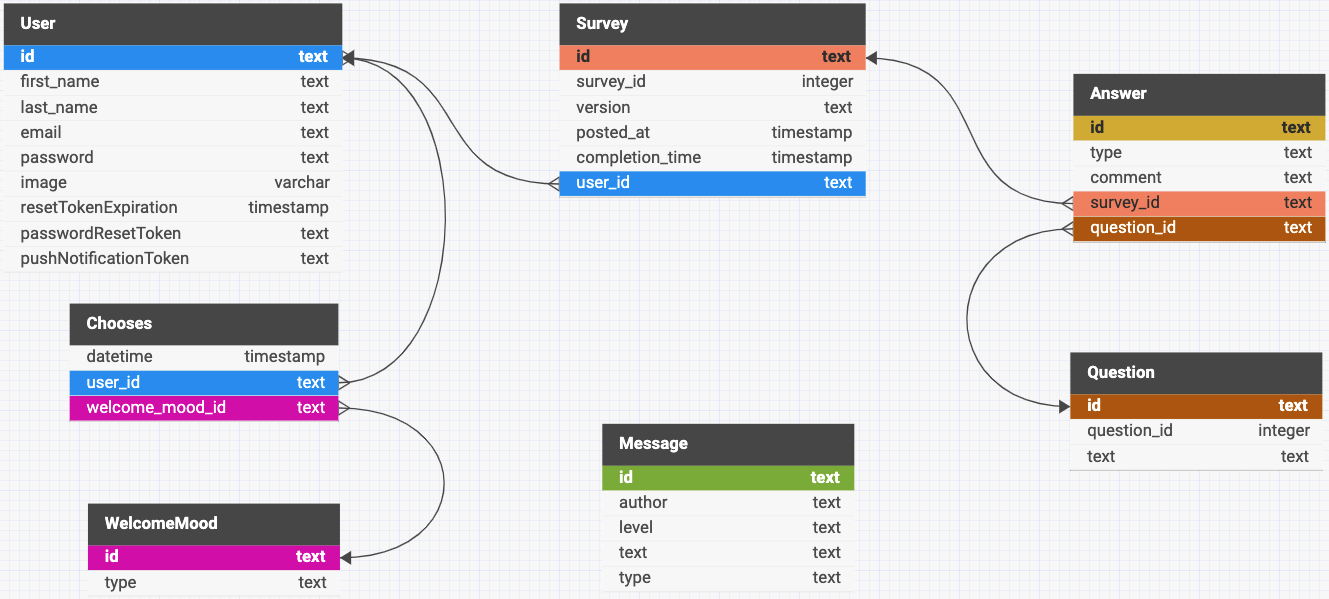 User
id text
first_name text
last_name text
email text
password text
image varchar
resetTokenExpiration timestamp
passwordResetToken text
pushNotificationToken text
Chooses
datetime timestamp
user_id text
welcome_mood_id text
WelcomeMood
id text
type text
Survey
id text
survey_id integer
version text
posted_at timestamp
completion_time timestamp
user_id text
Message
id text
author text
level text
text text
type text
Answer
id text
type text
comment text
survey_id text
question_id text
Question
id text
question_id integer
text text